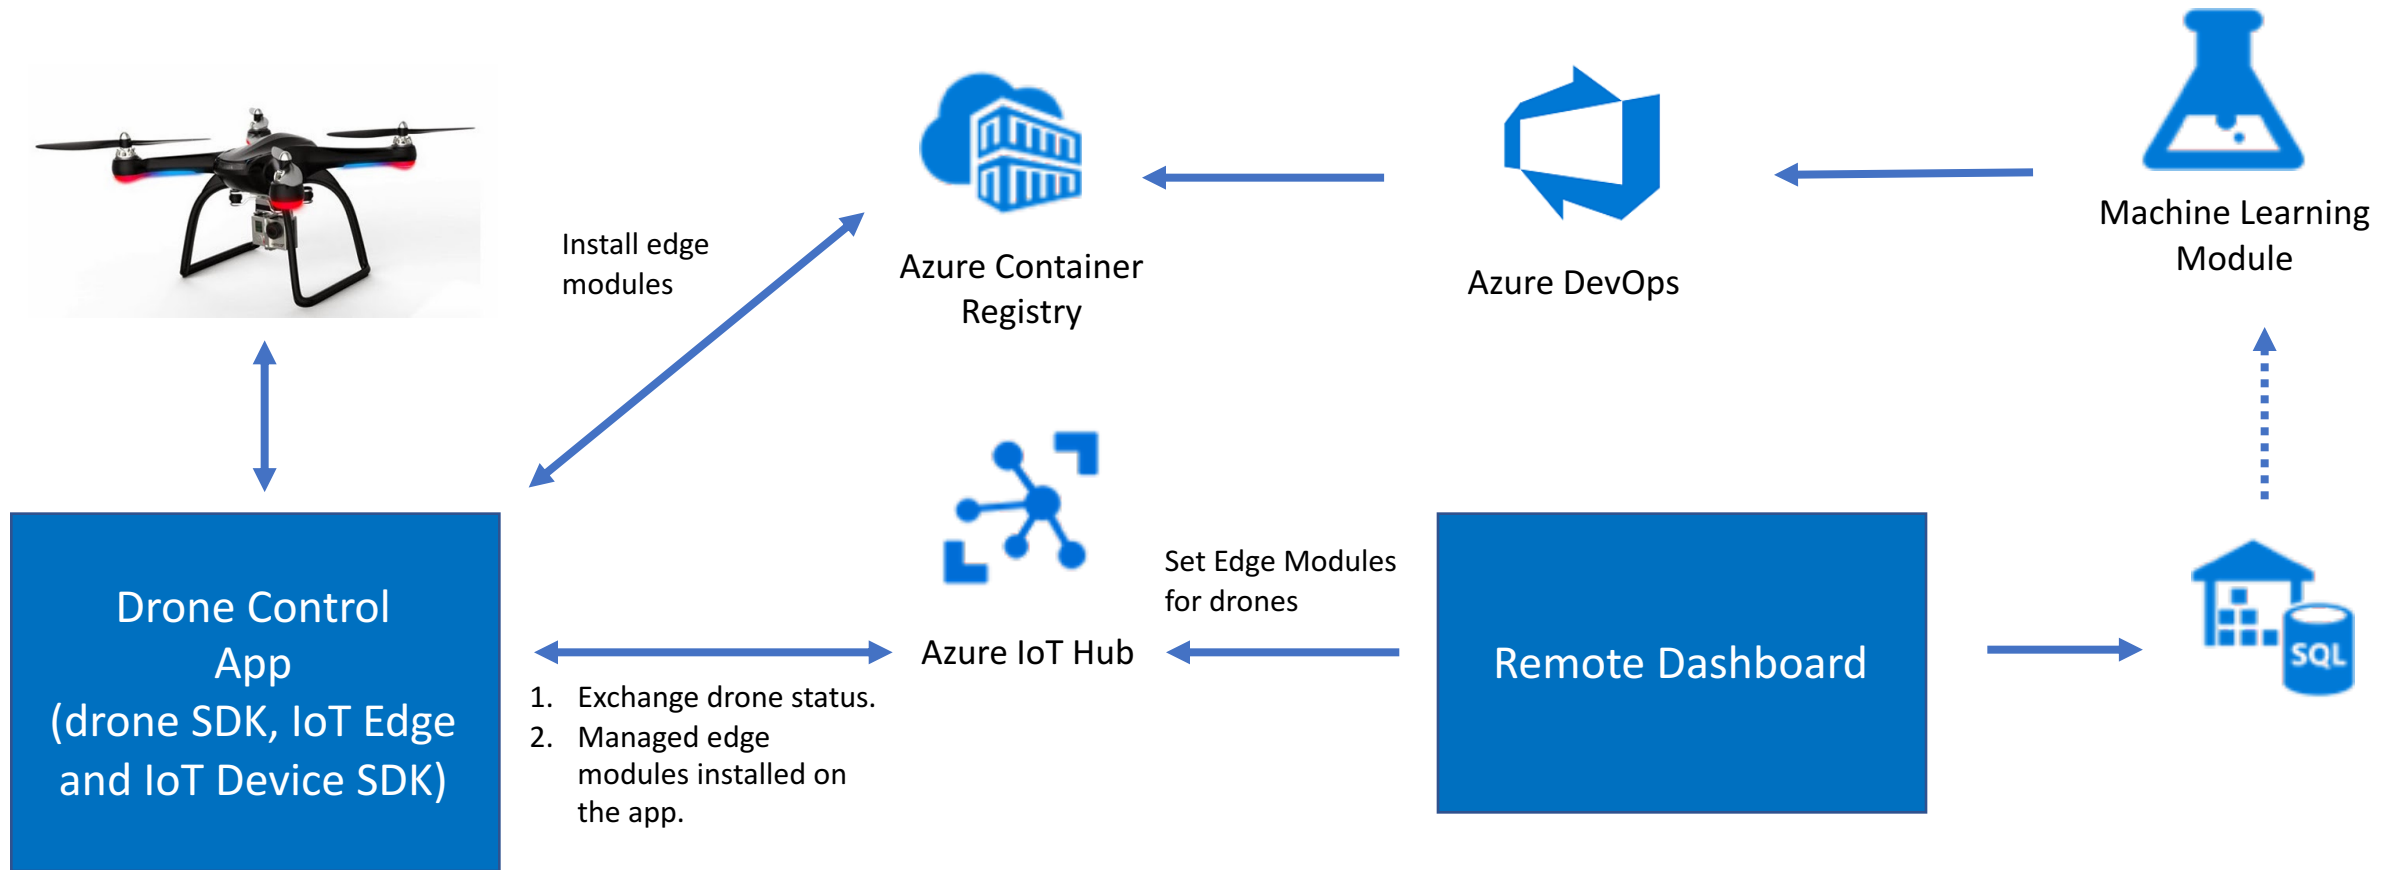 Install edge
modules
Azure Container
Registry
Azure DevOps
Machine Learning
Module
Drone Control
App
(drone SDK, IoT Edge
and IoT Device SDK)
Azure IoT Hub
1. Exchange drone status.
2. Managed edge
modules installed on
the app.
Set Edge Modules
for drones
Remote Dashboard
SQL